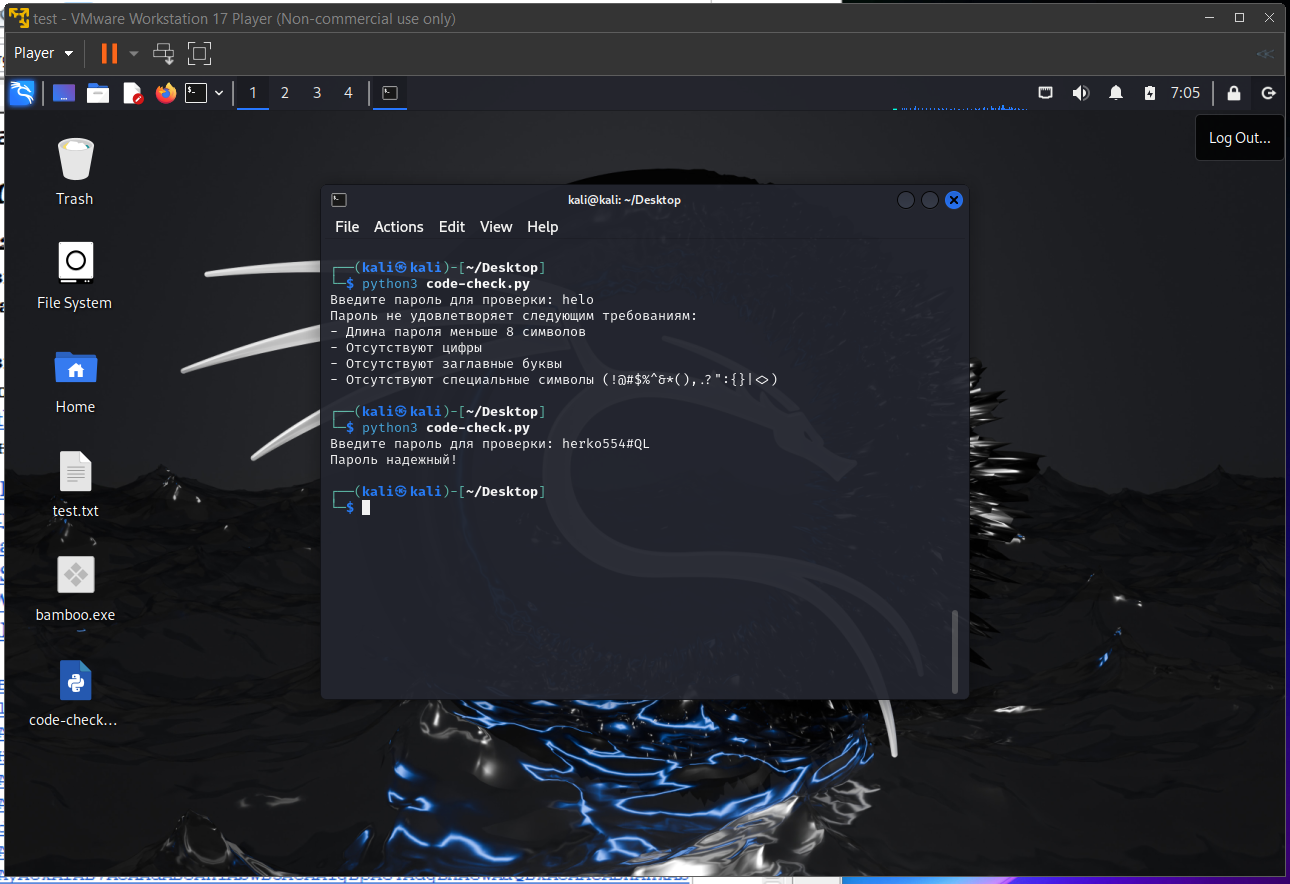 test - VMware Workstation 17 Player (Non-commercial use only)
Player
1 2 3 4
7:05
Log Out...
Trash
File System
Home
test.txt
bamboo.exe
code-check...
kali@kali: ~/Desktop
File Actions Edit View Help
┌──(kali㉿kali)-[~/Desktop]
└─$ python3 code-check.py
Введите пароль для проверки: helo
Пароль не удовлетворяет следующим требованиям:
- Длина пароля меньше 8 символов
- Отсутствуют цифры
- Отсутствуют заглавные буквы
- Отсутствуют специальные символы (!@#$%^&*(),.?":{}|<>)
┌──(kali㉿kali)-[~/Desktop]
└─$ python3 code-check.py
Введите пароль для проверки: herko554#QL
Пароль надежный!
┌──(kali㉿kali)-[~/Desktop]
└─$